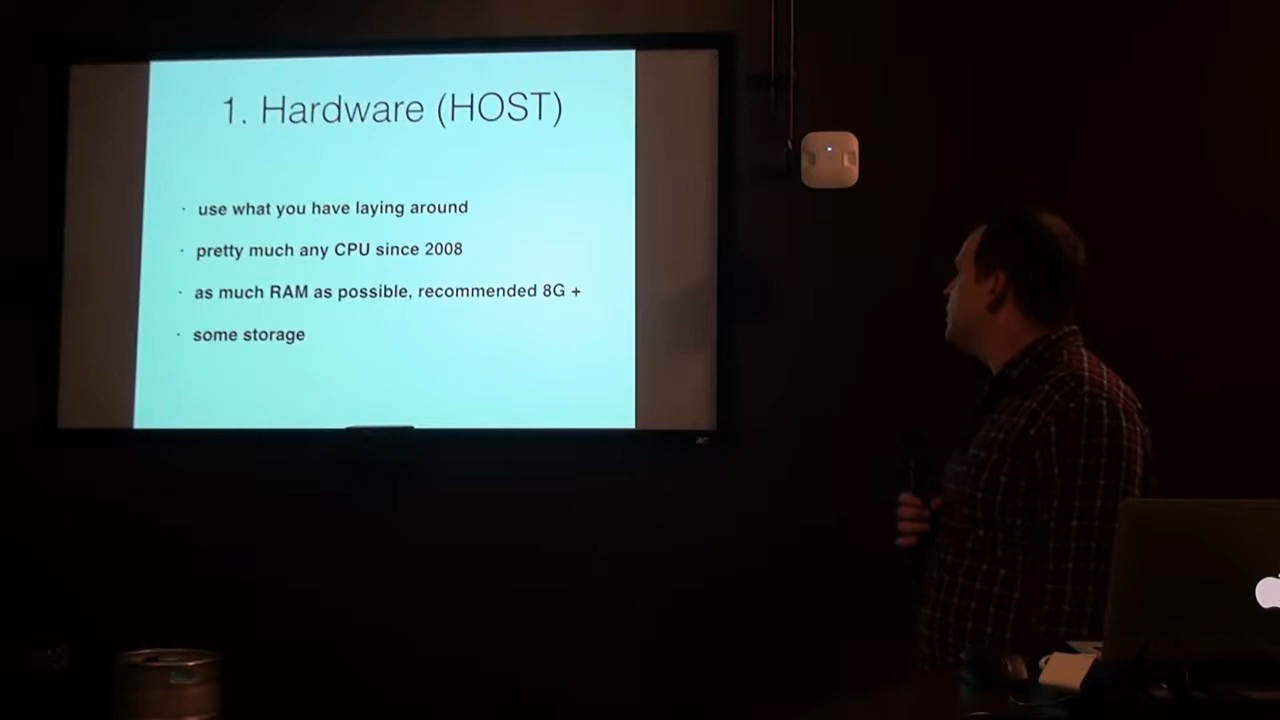 1. Hardware (HOST)
· use what you have laying around
· pretty much any CPU since 2008
· as much RAM as possible, recommended 8G +
· some storage